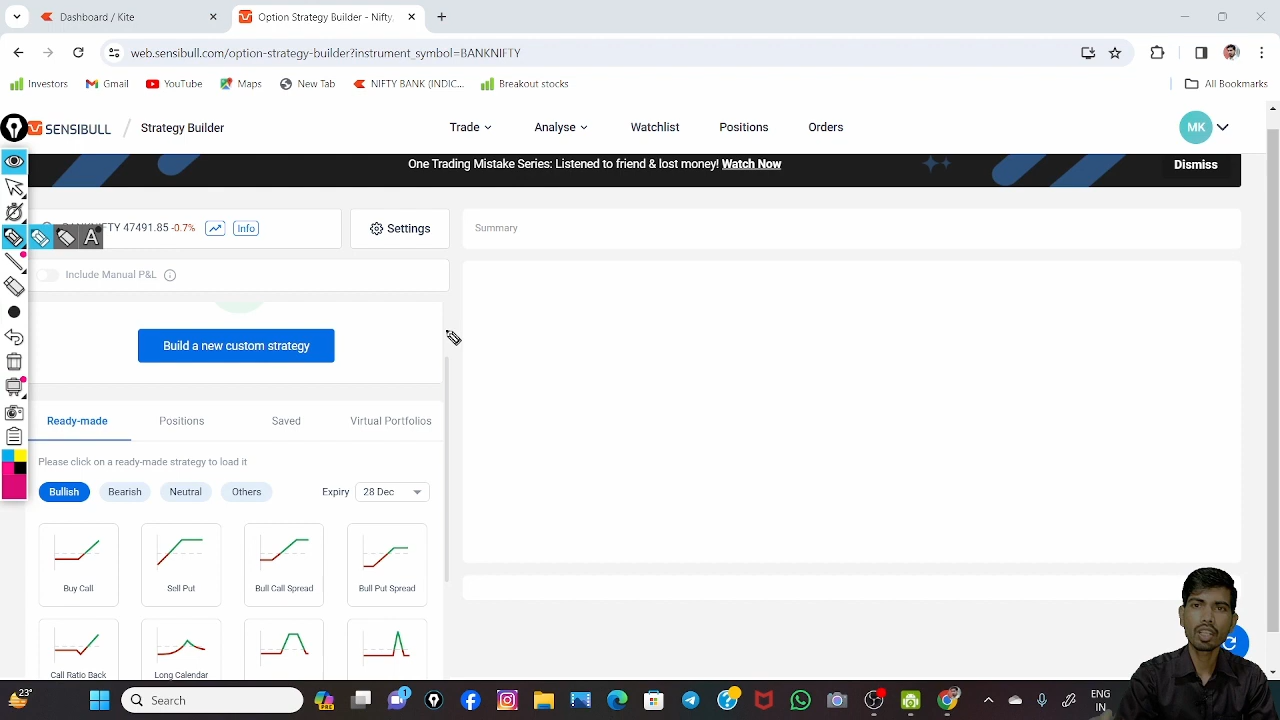 Dashboard / Kite
Option Strategy Builder - Nifty,
web.sensibull.com/option-strategy-builder?instrument_symbol=BANKNIFTY
Investors
Gmail
YouTube
Maps
New Tab
NIFTY BANK (INDIC...
Breakout stocks
All Bookmarks
SENSIBULL / Strategy Builder
Trade
Analyse
Watchlist
Positions
Orders
MK
One Trading Mistake Series: Listened to friend & lost money! Watch Now
Dismiss
47491.85 -0.7%
Info
Settings
Summary
Include Manual P&L
Build a new custom strategy
Ready-made
Positions
Saved
Virtual Portfolios
Please click on a ready-made strategy to load it
Bullish
Bearish
Neutral
Others
Expiry
28 Dec
Buy Call
Sell Put
Bull Call Spread
Bull Put Spread
Call Ratio Back
Long Calendar
A
23°
Search
1
ENG
IN